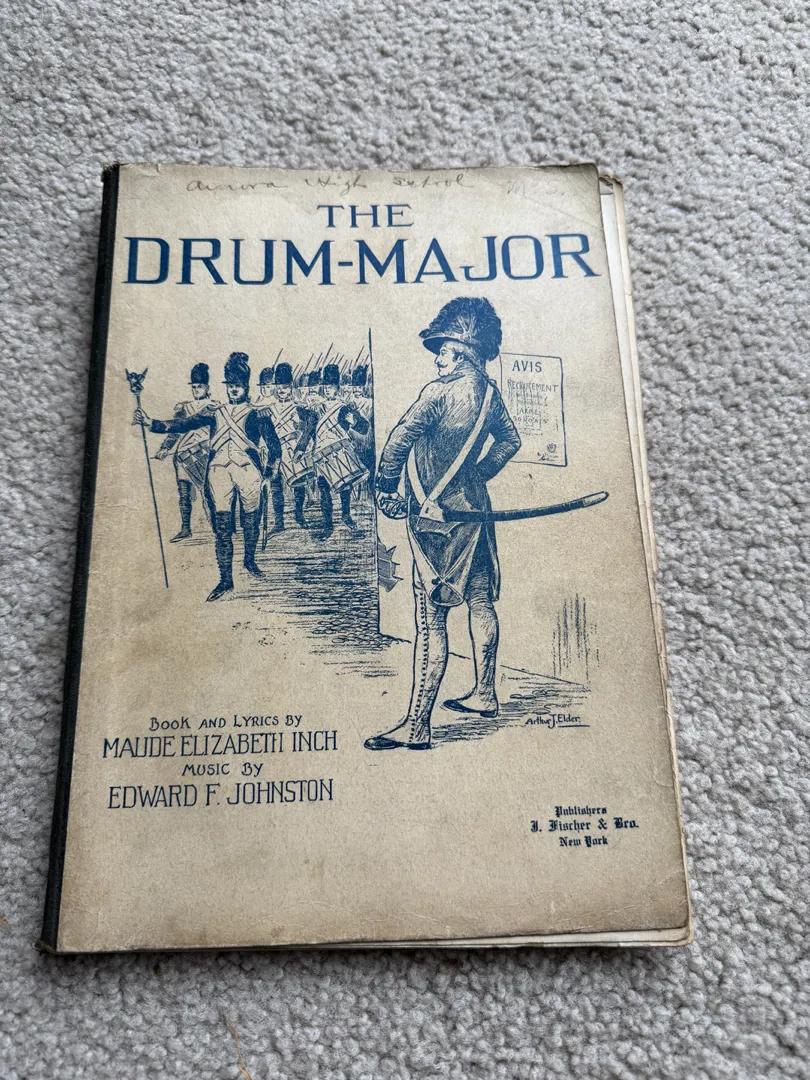 Aurora High School
THE
DRUM-MAJOR
AVIS
RECRUTEMENT
BOOK AND LYRICS BY
MAUDE ELIZABETH INCH
MUSIC BY
EDWARD F. JOHNSTON
Arthur J. Elder.
Publishers
J. Fischer & Bro.
New York